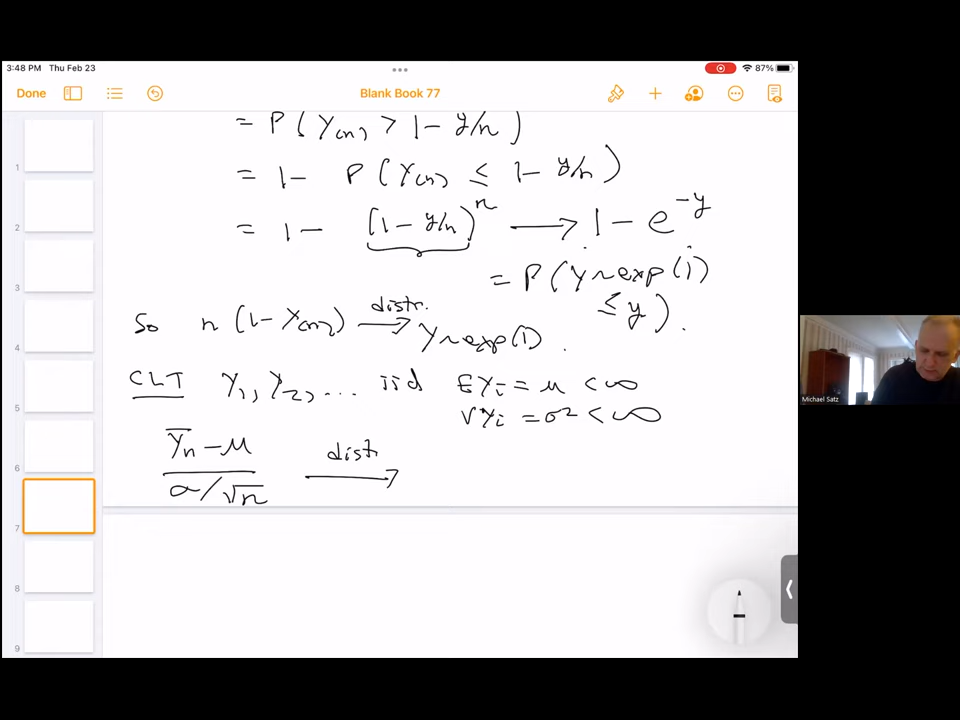 3:48 PM Thu Feb 23
87%
Done
Blank Book 77
= P(Y(n) > 1 - y/n)
= 1 - P(X(n) ≤ 1 - y/n)
= 1 - (1 - y/n)^n → 1 - e^-y
= P(Y~exp(1)
≤ y).
So n(1 - X(n)) distr. → Y~exp(1).
CLT Y1, Y2, ... iid EYi = μ < ∞
VYi = σ² < ∞
Ȳn - μ
σ/√n
dist →
1
2
3
4
5
6
7
8
9
Michael Satz